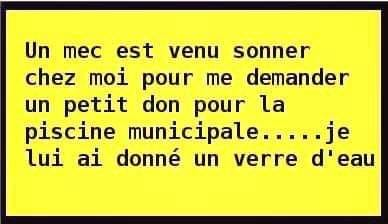 Un mec est venu sonner
chez moi pour me demander
un petit don pour la
piscine municipale.....je
lui ai donné un verre d'eau